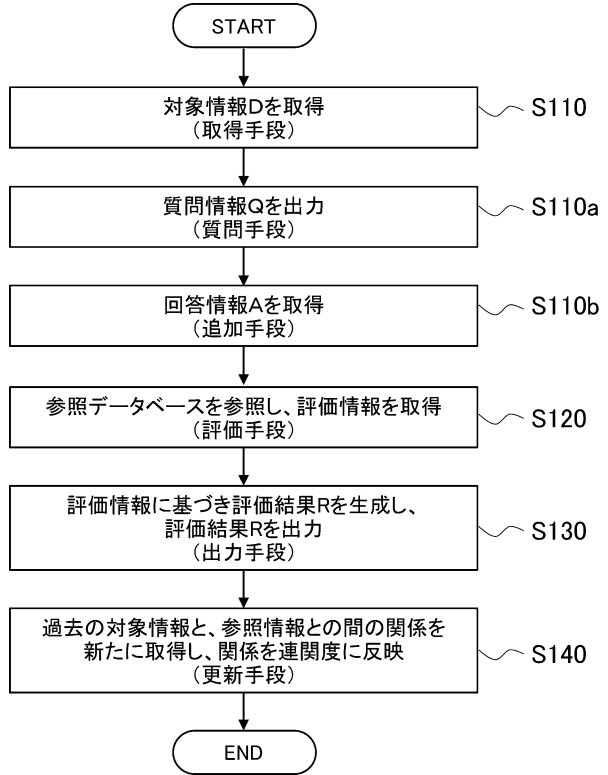 START
対象情報Dを取得
(取得手段)
S110
質問情報Qを出力
(質問手段)
S110a
回答情報Aを取得
(追加手段)
S110b
参照データベースを参照し、評価情報を取得
(評価手段)
S120
評価情報に基づき評価結果Rを生成し、
評価結果Rを出力
(出力手段)
S130
過去の対象情報と、参照情報との間の関係を
新たに取得し、関係を連関度に反映
(更新手段)
S140
END